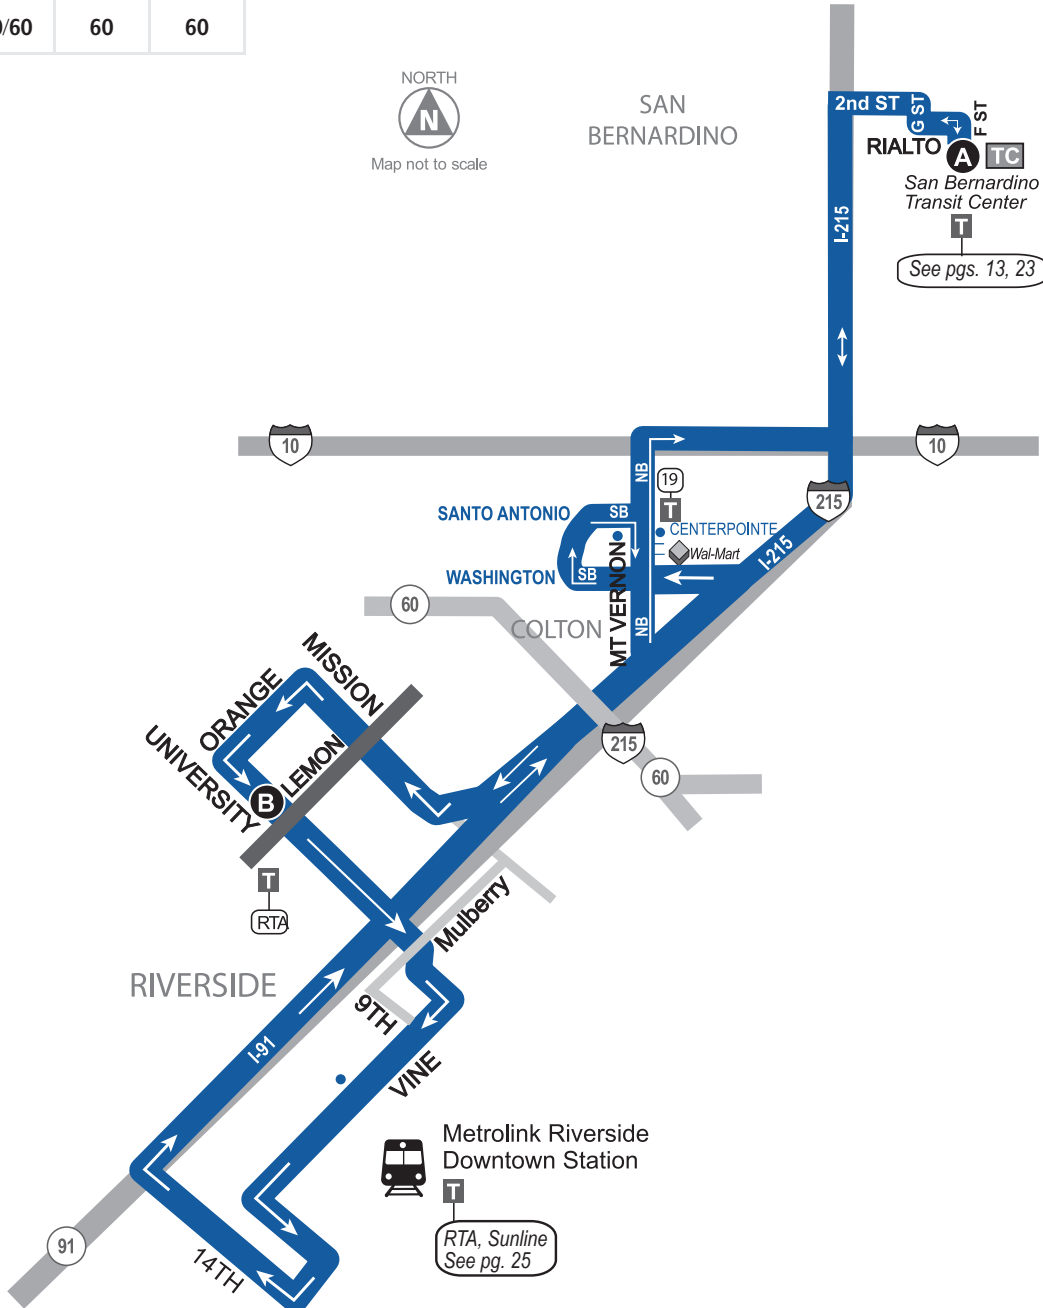 /60
60
60
NORTH
N
Map not to scale
SAN
BERNARDINO
2nd ST
G ST
F ST
RIALTO
A
TC
San Bernardino
Transit Center
T
See pgs. 13, 23
I-215
10
10
NB
19
T
215
SANTO ANTONIO
SB
CENTERPOINTE
Wal-Mart
I-215
WASHINGTON
SB
MT VERNON
NB
60
COLTON
MISSION
ORANGE
UNIVERSITY
LEMON
B
215
60
T
RTA
Mulberry
RIVERSIDE
9TH
I-91
VINE
Metrolink Riverside
Downtown Station
T
RTA, Sunline
See pg. 25
91
14TH